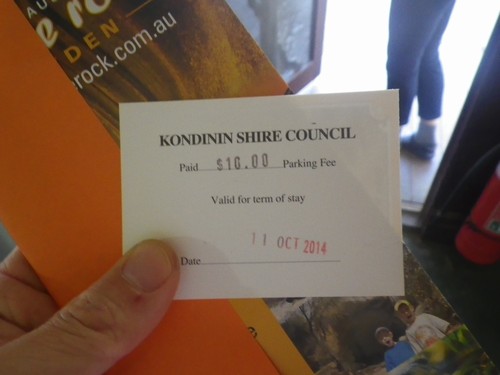 AU
DEN
rock.com.au
KONDININ SHIRE COUNCIL
Paid $10.00 Parking Fee
Valid for term of stay
11 OCT 2014
Date